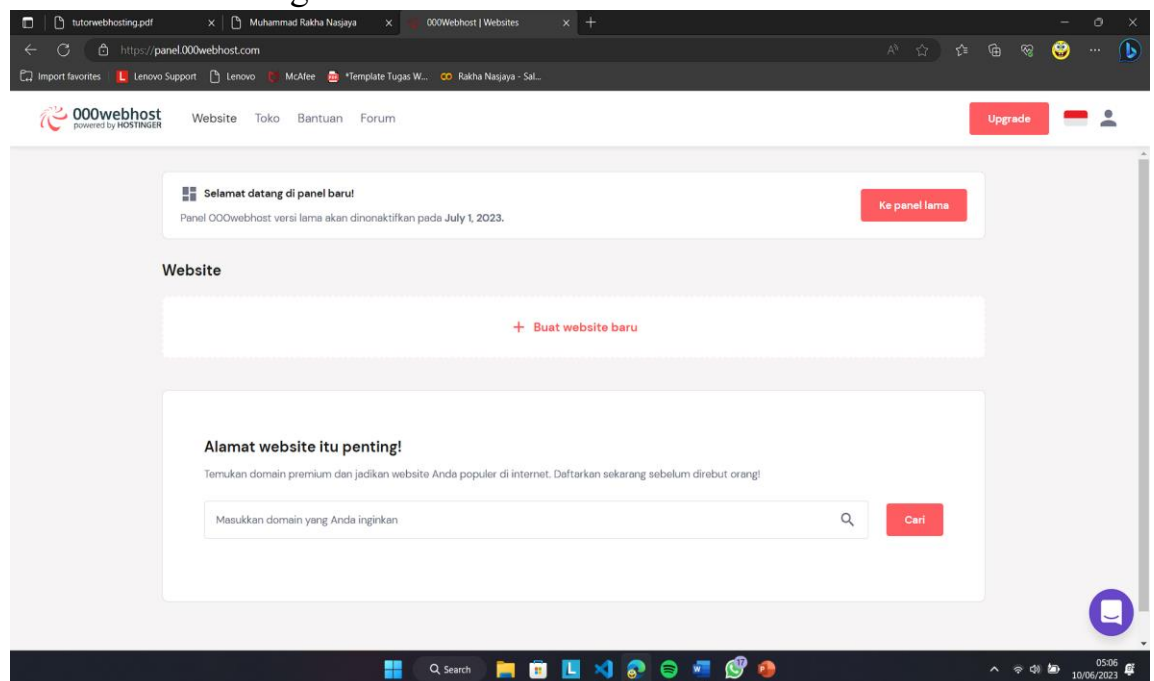 tutorwebhosting.pdf
Muhammad Rakha Nasjaya
000Webhost | Websites
https://panel.000webhost.com
Import favorites
Lenovo Support
Lenovo
McAfee
*Template Tugas W...
Rakha Nasjaya - Sal...
000webhost
powered by HOSTINGER
Website Toko Bantuan Forum
Upgrade
Selamat datang di panel baru!
Panel 000webhost versi lama akan dinonaktifkan pada July 1, 2023.
Ke panel lama
Website
+ Buat website baru
Alamat website itu penting!
Temukan domain premium dan jadikan website Anda populer di internet. Daftarkan sekarang sebelum direbut orang!
Masukkan domain yang Anda inginkan
Cari
Search
05:06
10/06/2023